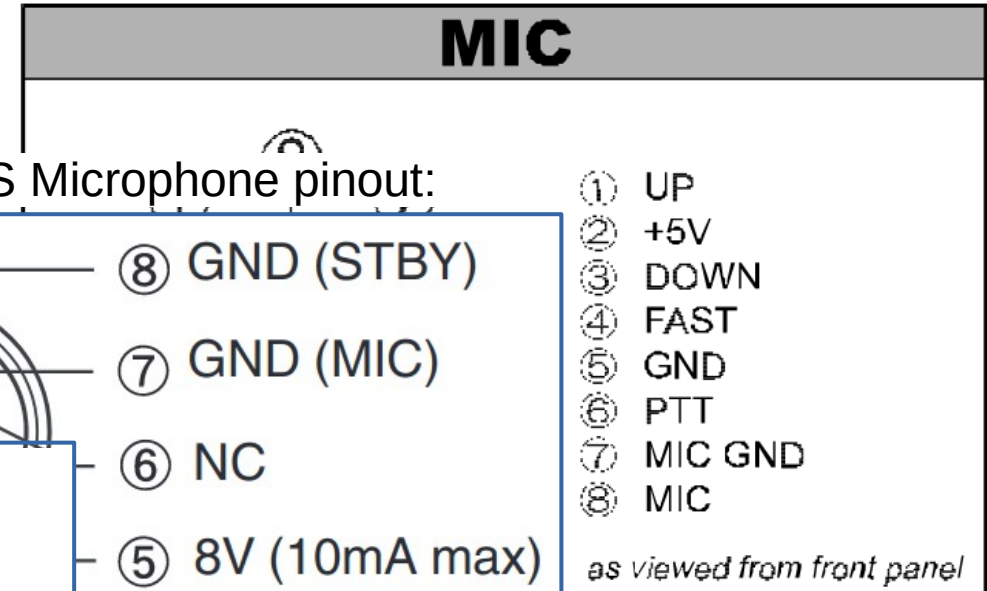 MIC
S Microphone pinout:
⑧ GND (STBY)
⑦ GND (MIC)
⑥ NC
⑤ 8V (10mA max)
① UP
② +5V
③ DOWN
④ FAST
⑤ GND
⑥ PTT
⑦ MIC GND
⑧ MIC
as viewed from front panel